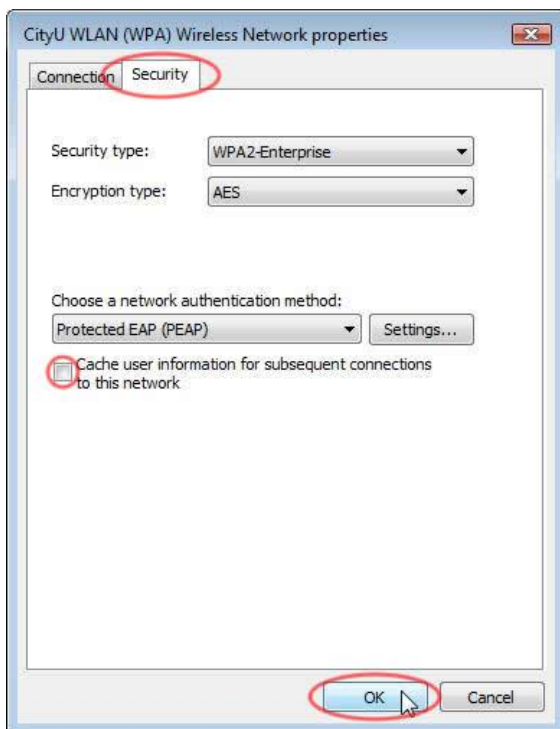 CityU WLAN (WPA) Wireless Network properties
Connection Security
Security type: WPA2-Enterprise
Encryption type: AES
Choose a network authentication method:
Protected EAP (PEAP) Settings...
Cache user information for subsequent connections
to this network
OK Cancel